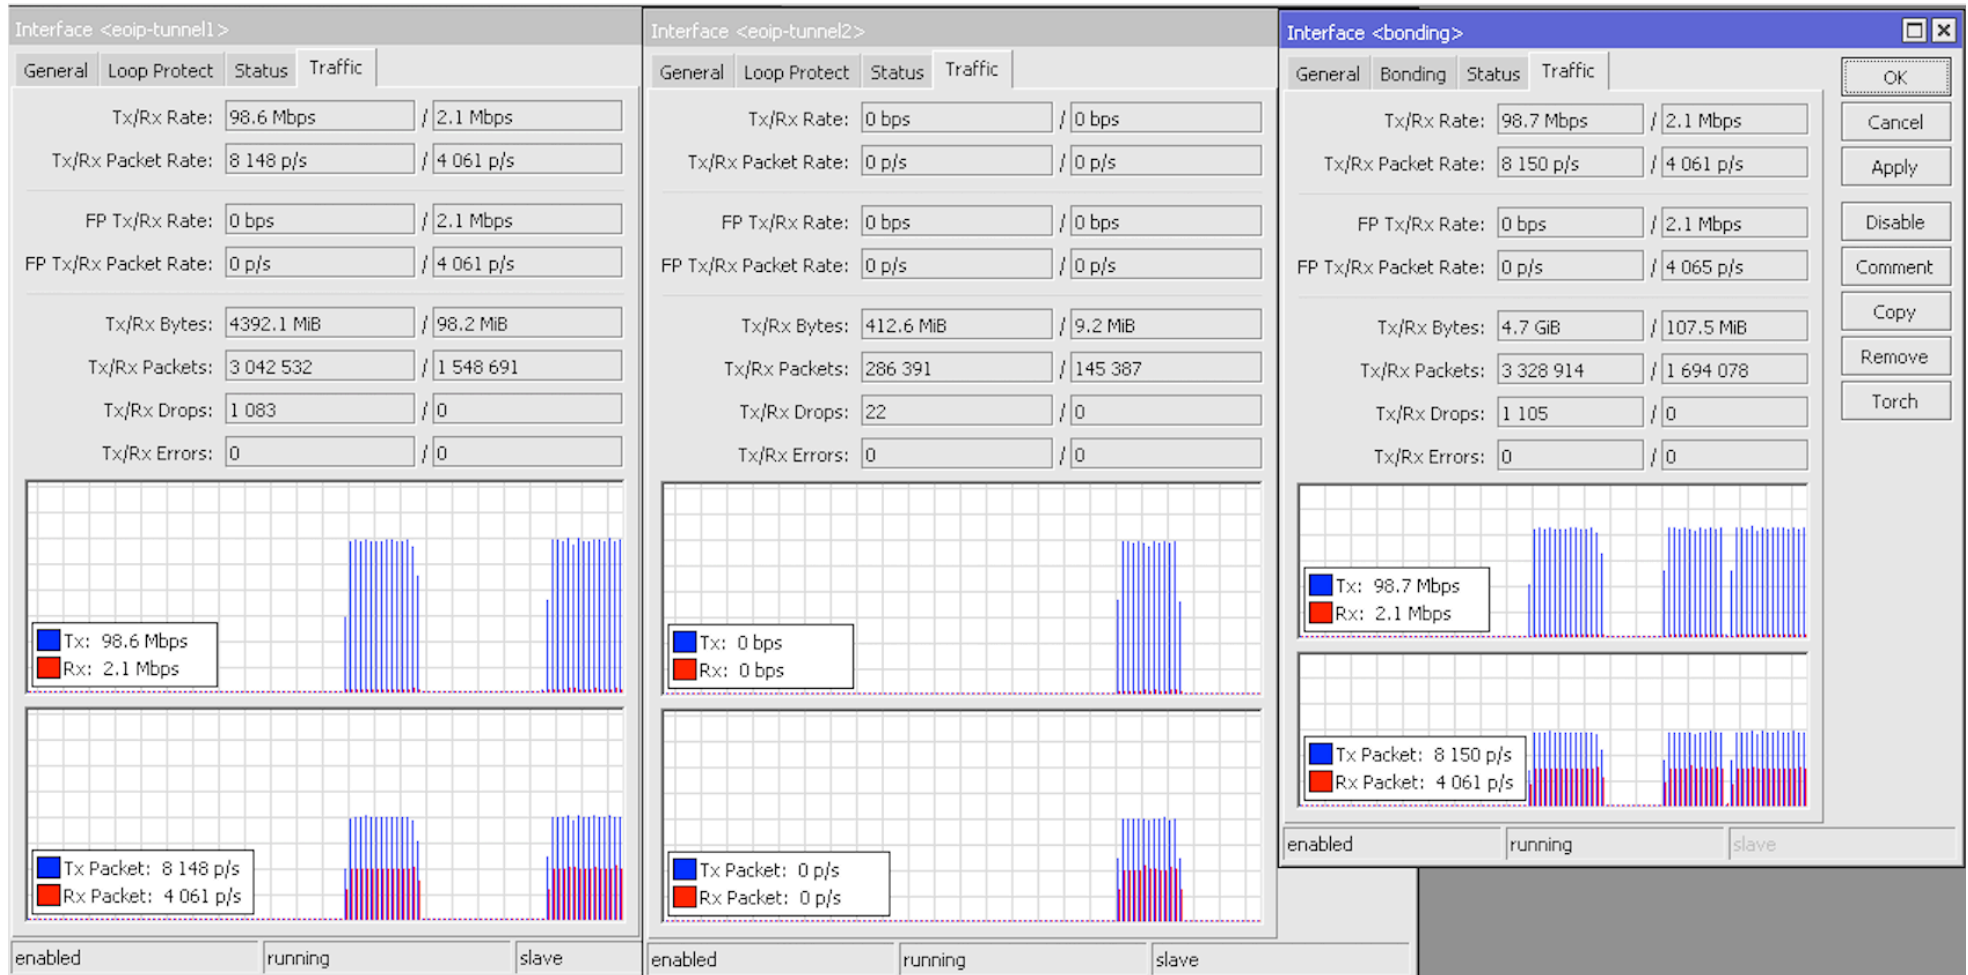 Interface <eoip-tunnel1>
General Loop Protect Status Traffic
Tx/Rx Rate: 98.6 Mbps / 2.1 Mbps
Tx/Rx Packet Rate: 8 148 p/s / 4 061 p/s
FP Tx/Rx Rate: 0 bps / 2.1 Mbps
FP Tx/Rx Packet Rate: 0 p/s / 4 061 p/s
Tx/Rx Bytes: 4392.1 MiB / 98.2 MiB
Tx/Rx Packets: 3 042 532 / 1 548 691
Tx/Rx Drops: 1 083 / 0
Tx/Rx Errors: 0 / 0
Tx: 98.6 Mbps
Rx: 2.1 Mbps
Tx Packet: 8 148 p/s
Rx Packet: 4 061 p/s
enabled running slave
Interface <eoip-tunnel2>
General Loop Protect Status Traffic
Tx/Rx Rate: 0 bps / 0 bps
Tx/Rx Packet Rate: 0 p/s / 0 p/s
FP Tx/Rx Rate: 0 bps / 0 bps
FP Tx/Rx Packet Rate: 0 p/s / 0 p/s
Tx/Rx Bytes: 412.6 MiB / 9.2 MiB
Tx/Rx Packets: 286 391 / 145 387
Tx/Rx Drops: 22 / 0
Tx/Rx Errors: 0 / 0
Tx: 0 bps
Rx: 0 bps
Tx Packet: 0 p/s
Rx Packet: 0 p/s
enabled running slave
Interface <bonding>
General Bonding Status Traffic
Tx/Rx Rate: 98.7 Mbps / 2.1 Mbps
Tx/Rx Packet Rate: 8 150 p/s / 4 061 p/s
FP Tx/Rx Rate: 0 bps / 2.1 Mbps
FP Tx/Rx Packet Rate: 0 p/s / 4 065 p/s
Tx/Rx Bytes: 4.7 GiB / 107.5 MiB
Tx/Rx Packets: 3 328 914 / 1 694 078
Tx/Rx Drops: 1 105 / 0
Tx/Rx Errors: 0 / 0
Tx: 98.7 Mbps
Rx: 2.1 Mbps
Tx Packet: 8 150 p/s
Rx Packet: 4 061 p/s
enabled running slave
OK
Cancel
Apply
Disable
Comment
Copy
Remove
Torch